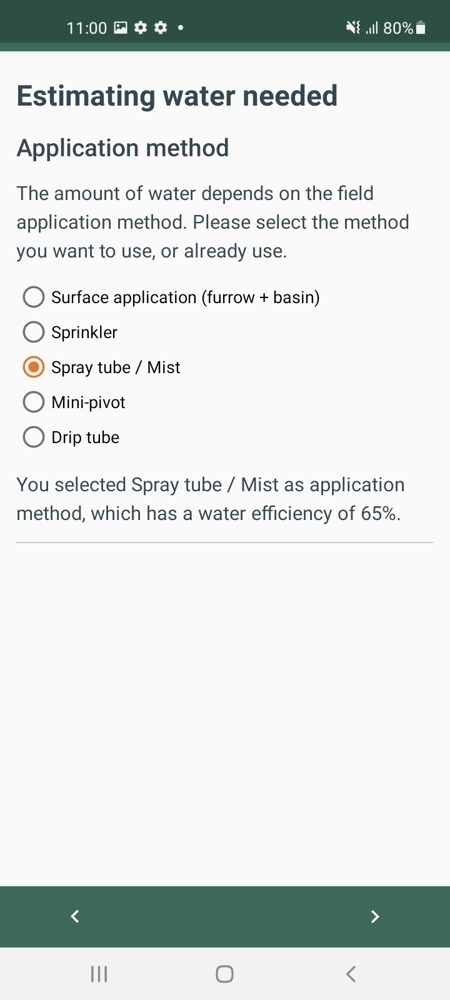 11:00
80%
Estimating water needed
Application method
The amount of water depends on the field
application method. Please select the method
you want to use, or already use.
Surface application (furrow + basin)
Sprinkler
Spray tube / Mist
Mini-pivot
Drip tube
You selected Spray tube / Mist as application
method, which has a water efficiency of 65%.